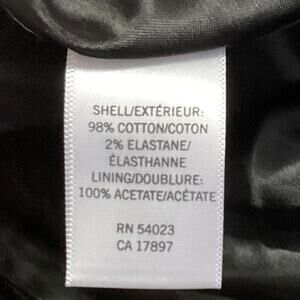 SHELL/EXTÉRIEUR:
98% COTTON/COTON
2% ELASTANE/
ÉLASTHANNE
LINING/DOUBLURE:
100% ACETATE/ACÉTATE
RN 54023
CA 17897